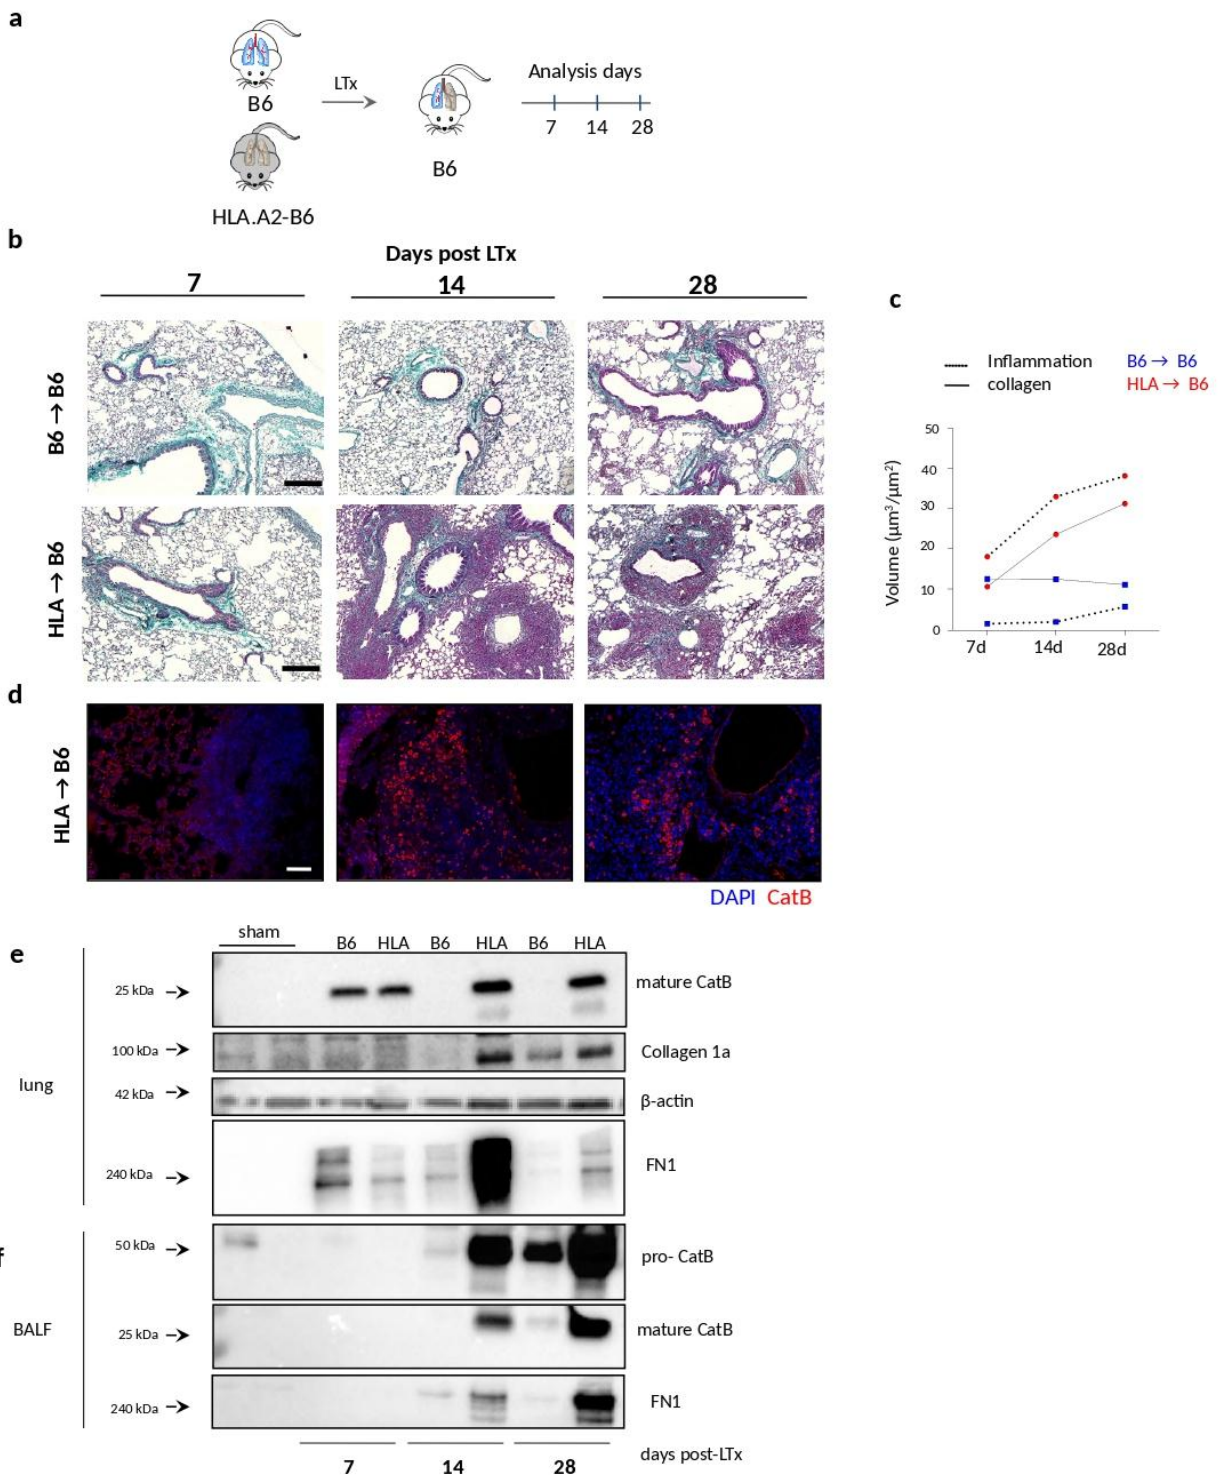 a
B6
LTx
HLA.A2-B6
B6
Analysis days
7 14 28
b
Days post LTx
7 14 28
B6 → B6
HLA → B6
c
Inflammation B6 → B6
collagen HLA → B6
Volume (µm³/µm²)
50
40
30
20
10
0
7d 14d 28d
d
HLA → B6
DAPI CatB
e
sham B6 HLA B6 HLA B6 HLA
lung
25 kDa → mature CatB
100 kDa → Collagen 1a
42 kDa → β-actin
240 kDa → FN1
f
BALF
50 kDa → pro- CatB
25 kDa → mature CatB
240 kDa → FN1
7 14 28 days post-LTx